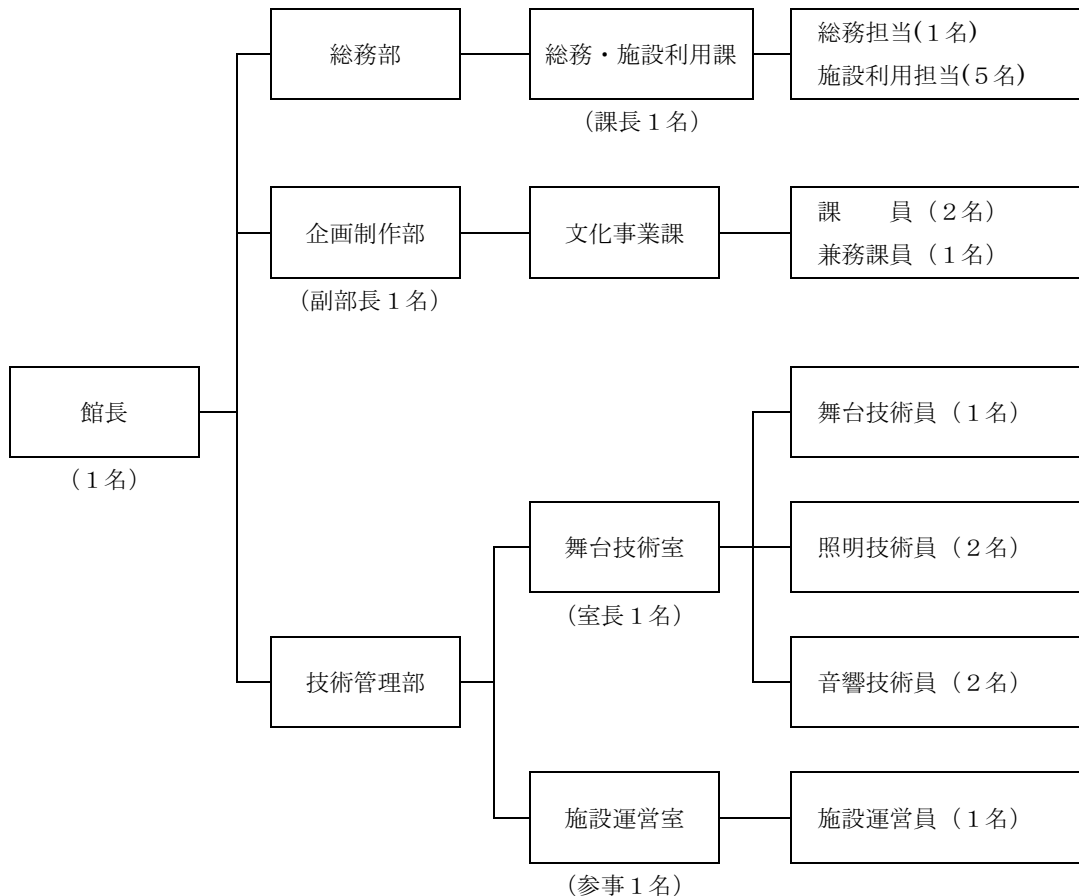 総務部
総務・施設利用課
(課長１名)
総務担当(１名)
施設利用担当(５名)
企画制作部
(副部長１名)
文化事業課
課　　員（２名）
兼務課員（１名）
館長
(１名)
技術管理部
舞台技術室
(室長１名)
舞台技術員（１名）
照明技術員（２名）
音響技術員（２名）
施設運営室
(参事１名)
施設運営員（１名）